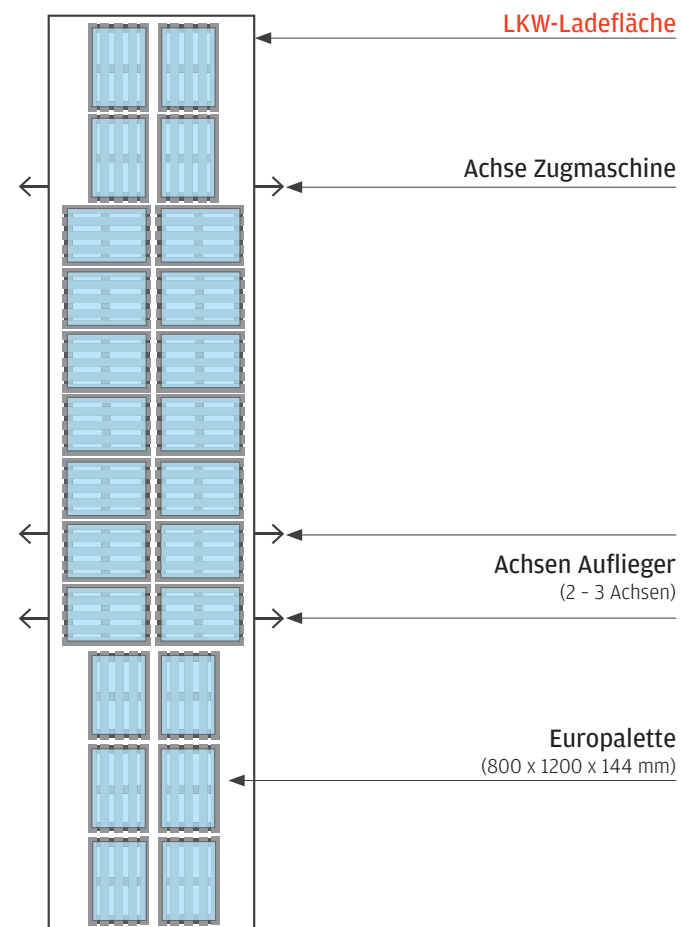 LKW-Ladefläche
Achse Zugmaschine
Achsen Auflieger
(2 – 3 Achsen)
Europalette
(800 x 1200 x 144 mm)